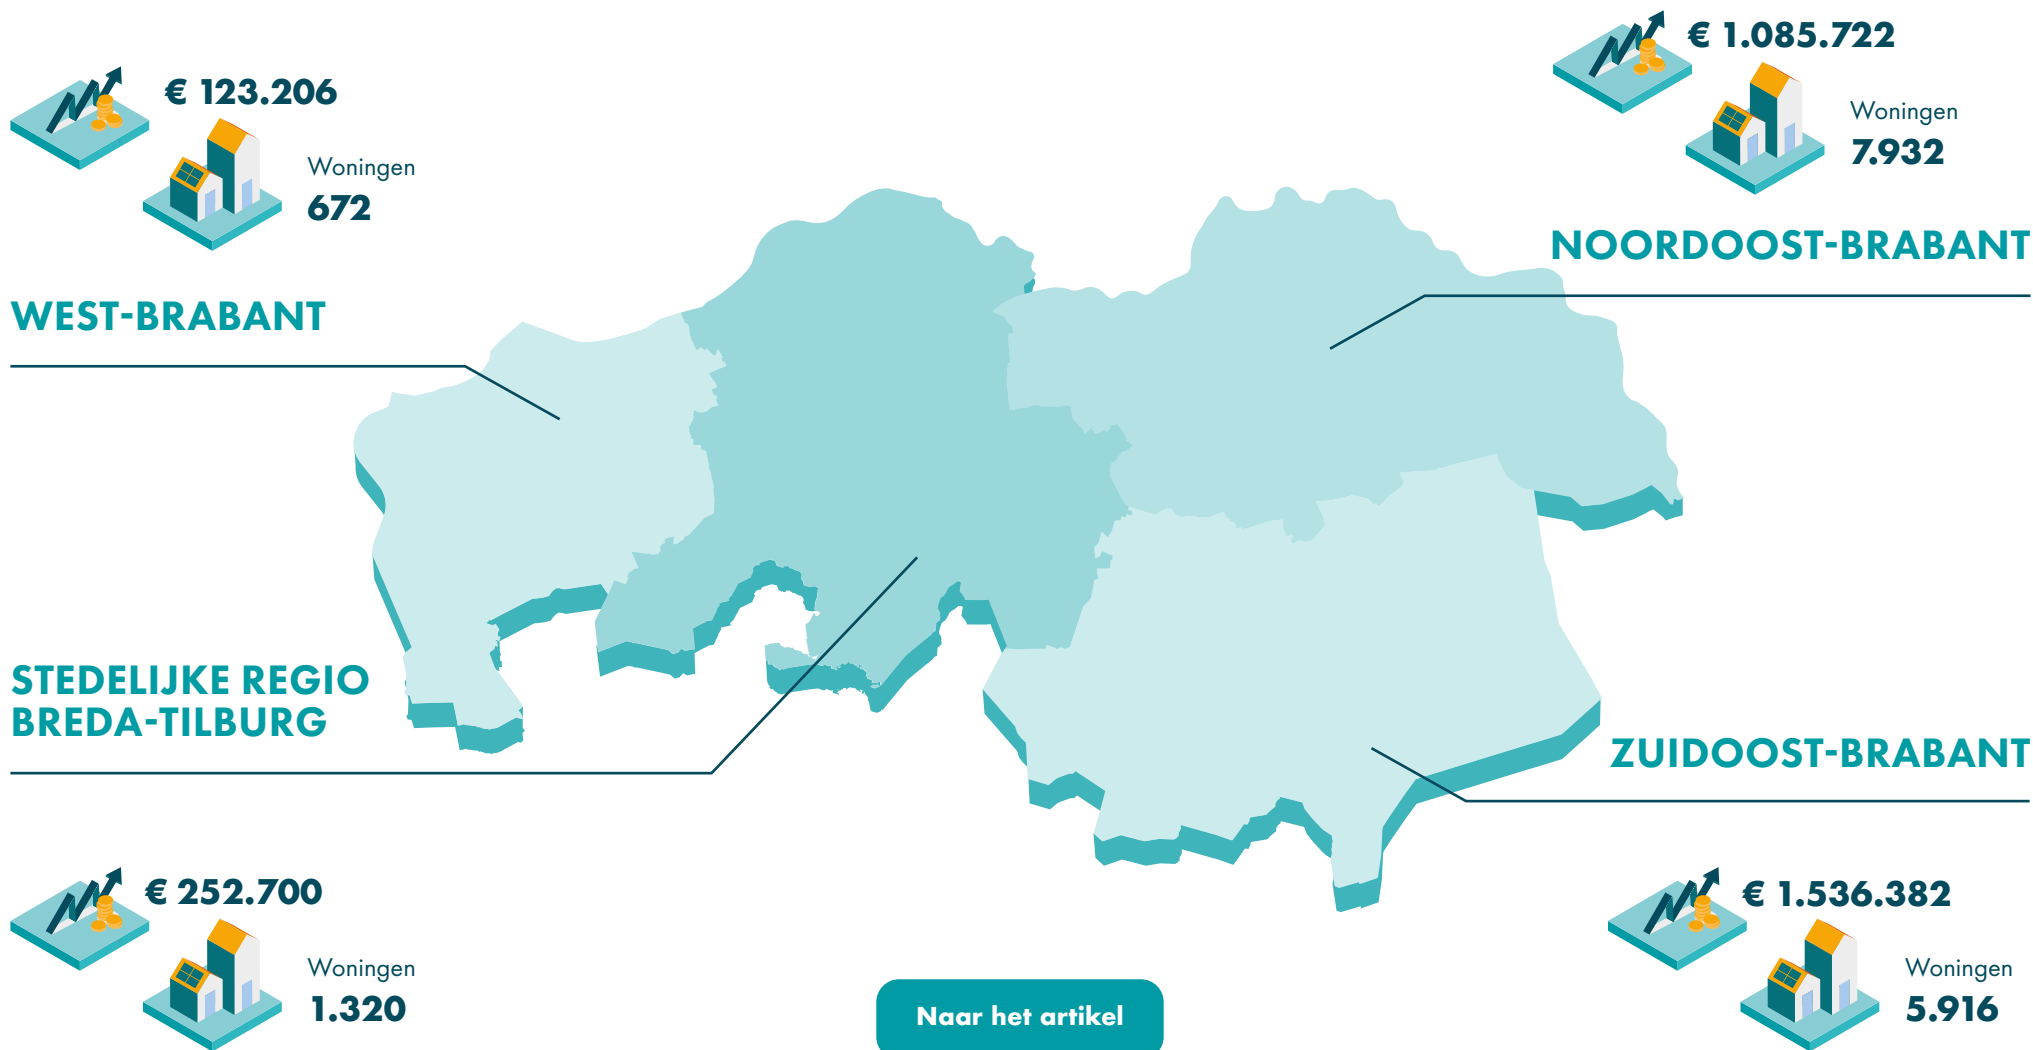 € 123.206
Woningen
672
WEST-BRABANT
€ 1.085.722
Woningen
7.932
NOORDOOST-BRABANT
STEDELIJKE REGIO
BREDA-TILBURG
€ 252.700
Woningen
1.320
ZUIDOOST-BRABANT
€ 1.536.382
Woningen
5.916
Naar het artikel